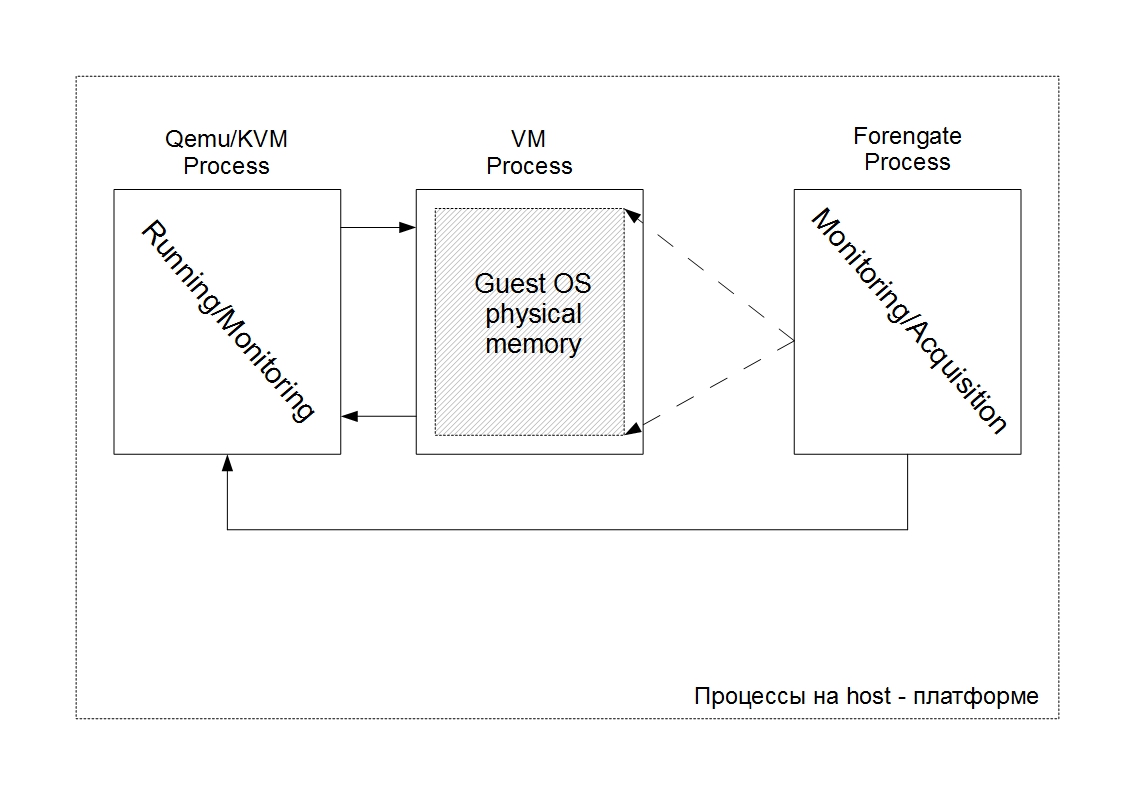 Qemu/KVM
Process
VM
Process
Forengate
Process
Running/Monitoring
Guest OS
physical
memory
Monitoring/Acquisition
Процессы на host - платформе